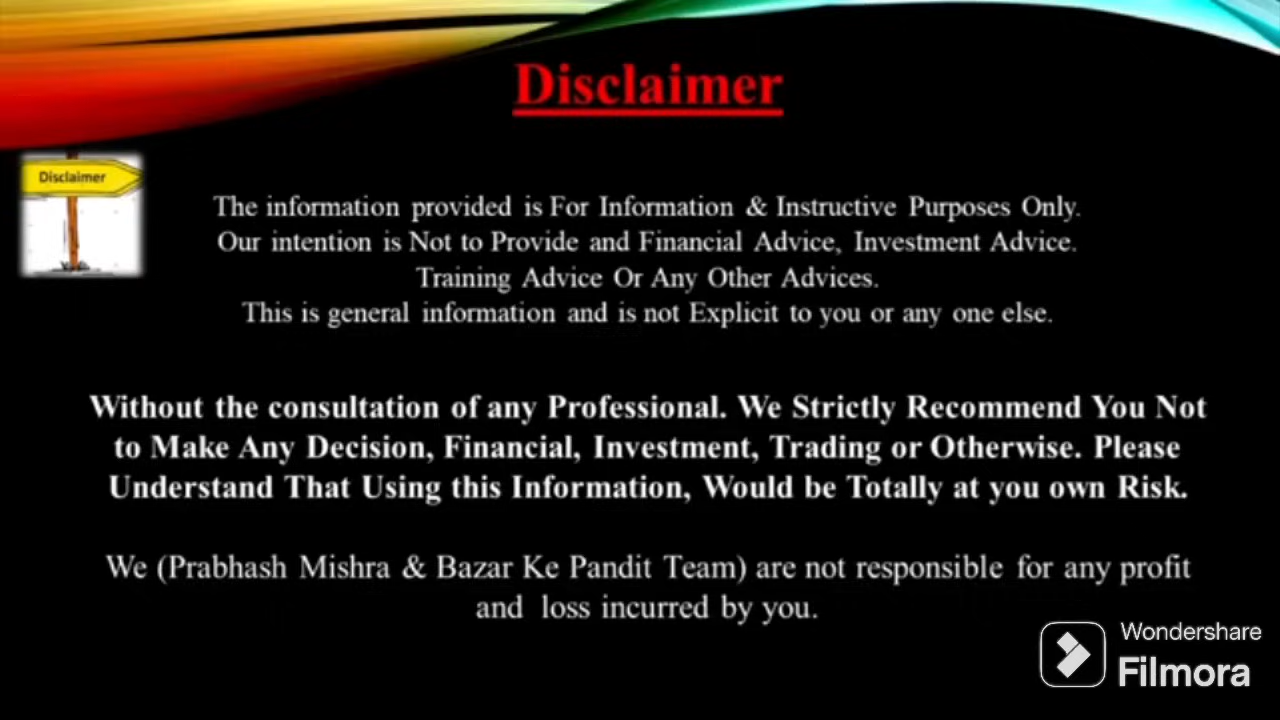 Disclaimer
Disclaimer
The information provided is For Information & Instructive Purposes Only.
Our intention is Not to Provide and Financial Advice, Investment Advice.
Training Advice Or Any Other Advices.
This is general information and is not Explicit to you or any one else.
Without the consultation of any Professional. We Strictly Recommend You Not
to Make Any Decision, Financial, Investment, Trading or Otherwise. Please
Understand That Using this Information, Would be Totally at you own Risk.
We (Prabhash Mishra & Bazar Ke Pandit Team) are not responsible for any profit
and loss incurred by you.
Wondershare
Filmora